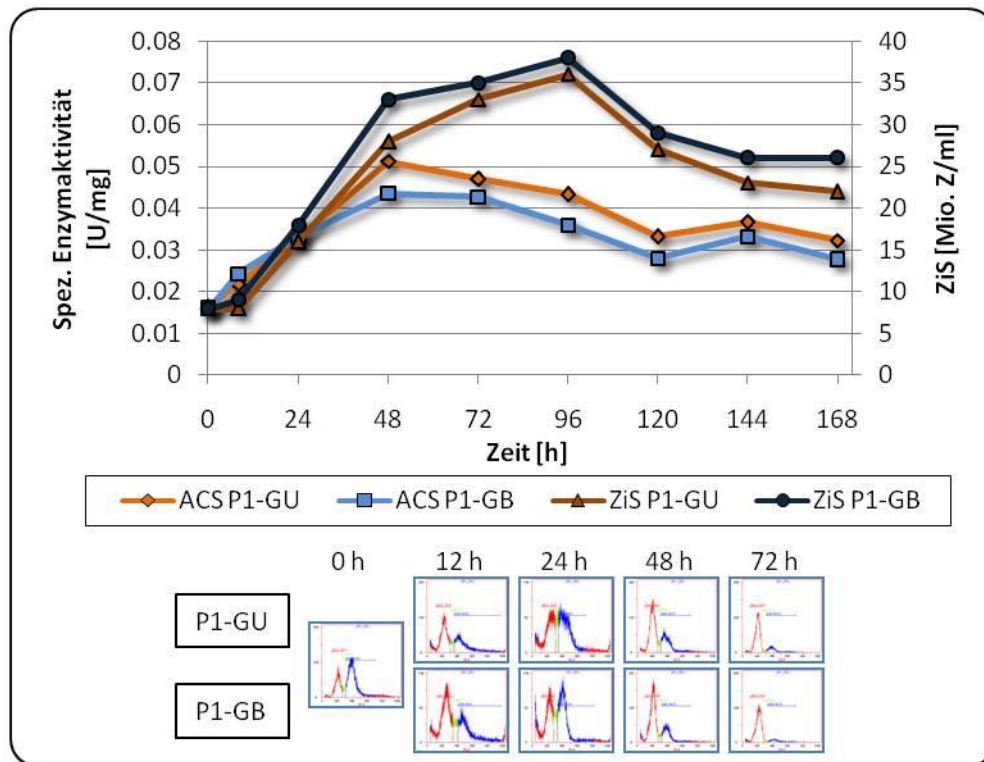 0.08
0.07
0.06
0.05
0.04
0.03
0.02
0.01
0
Spez. Enzymaktivität
[U/mg]
40
35
30
25
20
15
10
5
0
ZiS [Mio. Z/ml]
0 24 48 72 96 120 144 168
Zeit [h]
ACS P1-GU ACS P1-GB ZiS P1-GU ZiS P1-GB
0 h 12 h 24 h 48 h 72 h
P1-GU
P1-GB